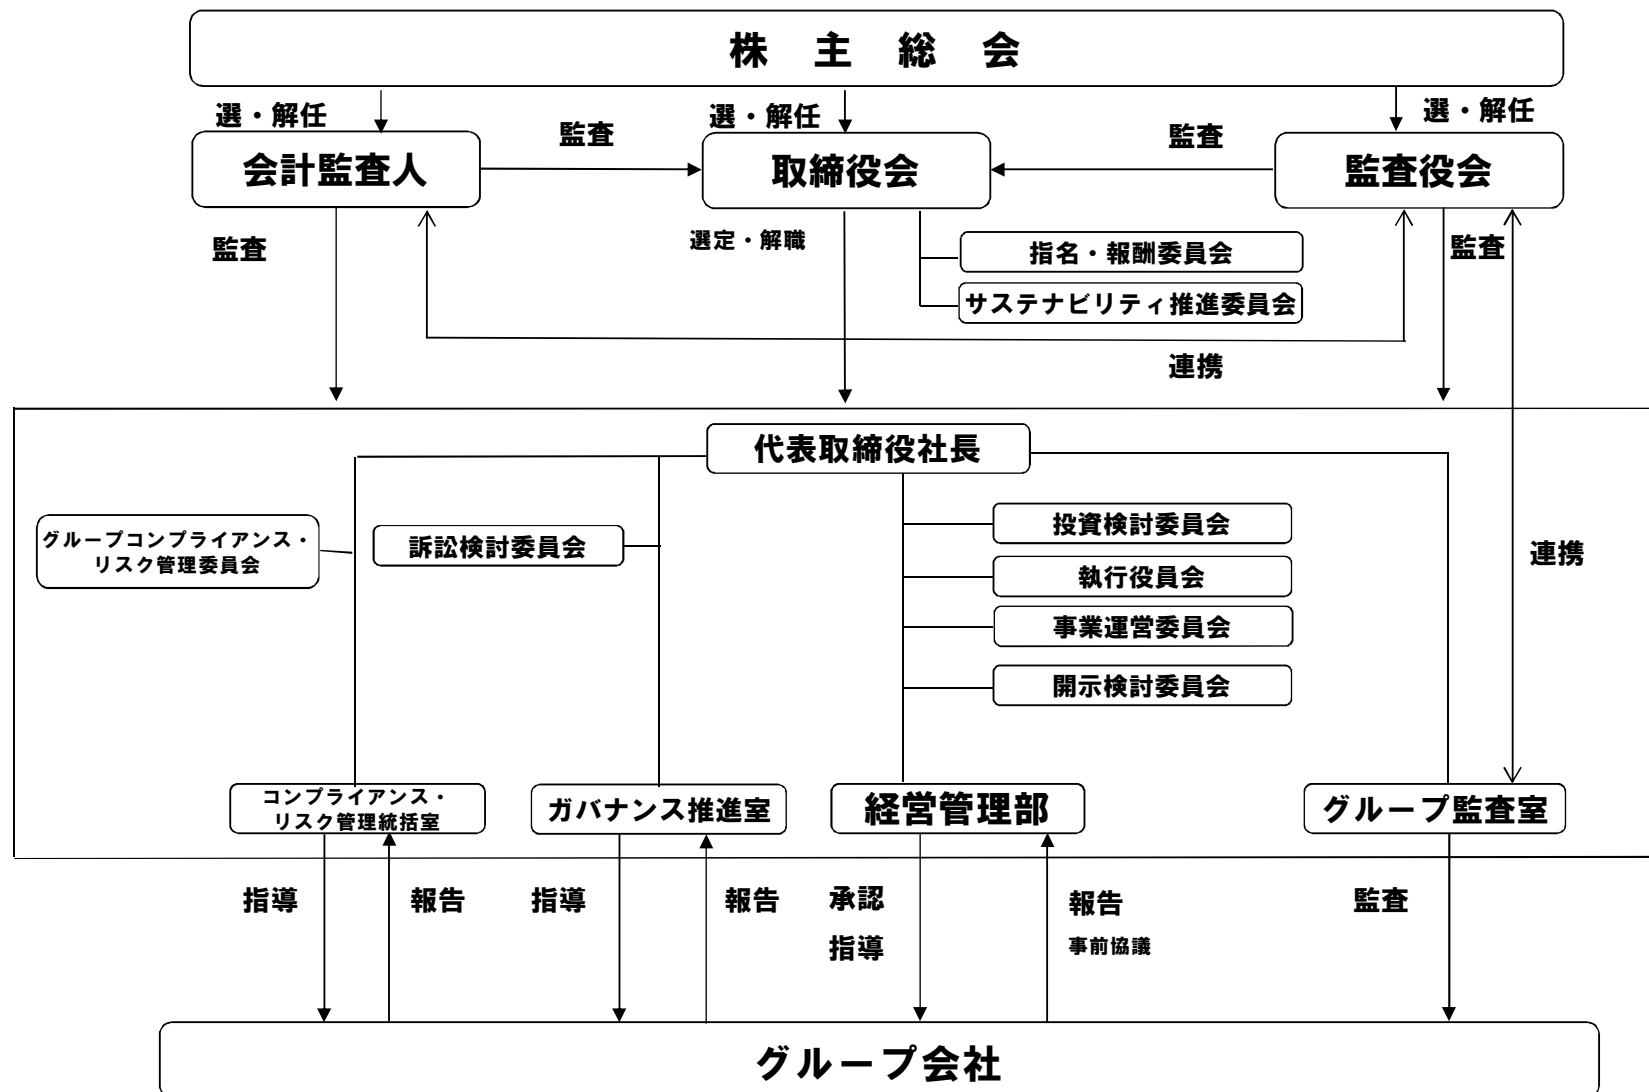 株主総会
選・解任
選・解任
選・解任
監査
監査
会計監査人
取締役会
監査役会
監査
選定・解職
指名・報酬委員会
監査
サステナビリティ推進委員会
連携
代表取締役社長
グループコンプライアンス・
リスク管理委員会
訴訟検討委員会
投資検討委員会
執行役員会
事業運営委員会
開示検討委員会
連携
コンプライアンス・
リスク管理統括室
ガバナンス推進室
経営管理部
グループ監査室
指導
報告
指導
報告
承認
指導
報告
事前協議
監査
グループ会社